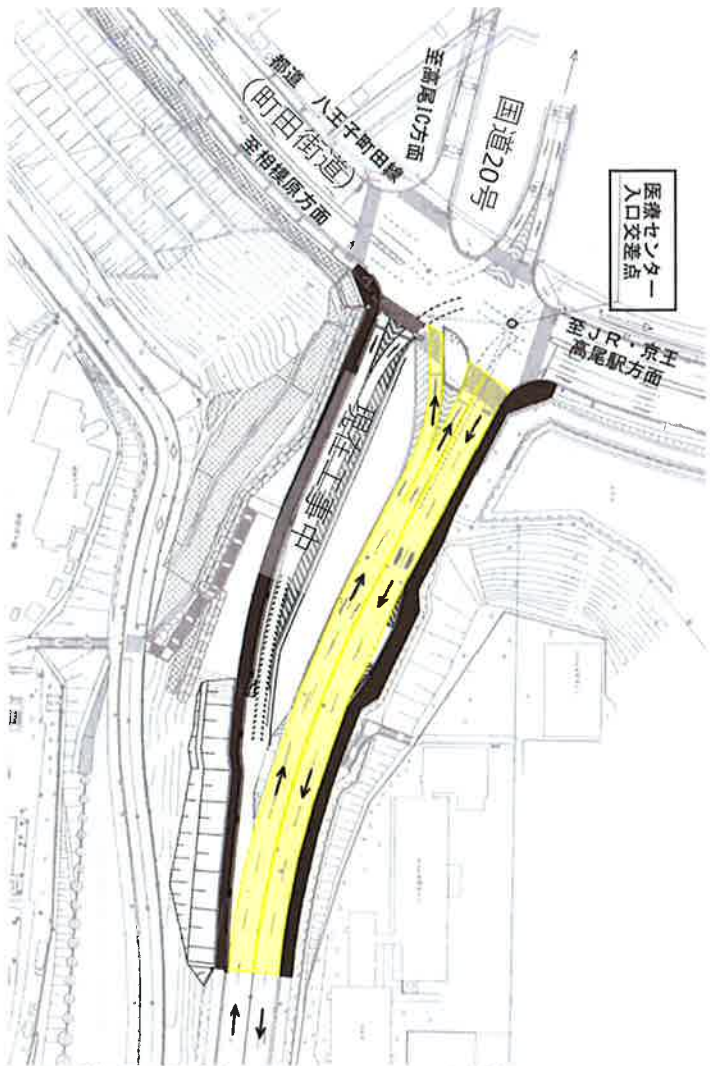 医療センター
入口交差点
国道20号
至高尾IC方面
都道　八王子町田線
(町田街道)
至相模原方面
至JR・京王
高尾駅方面
現在工事中